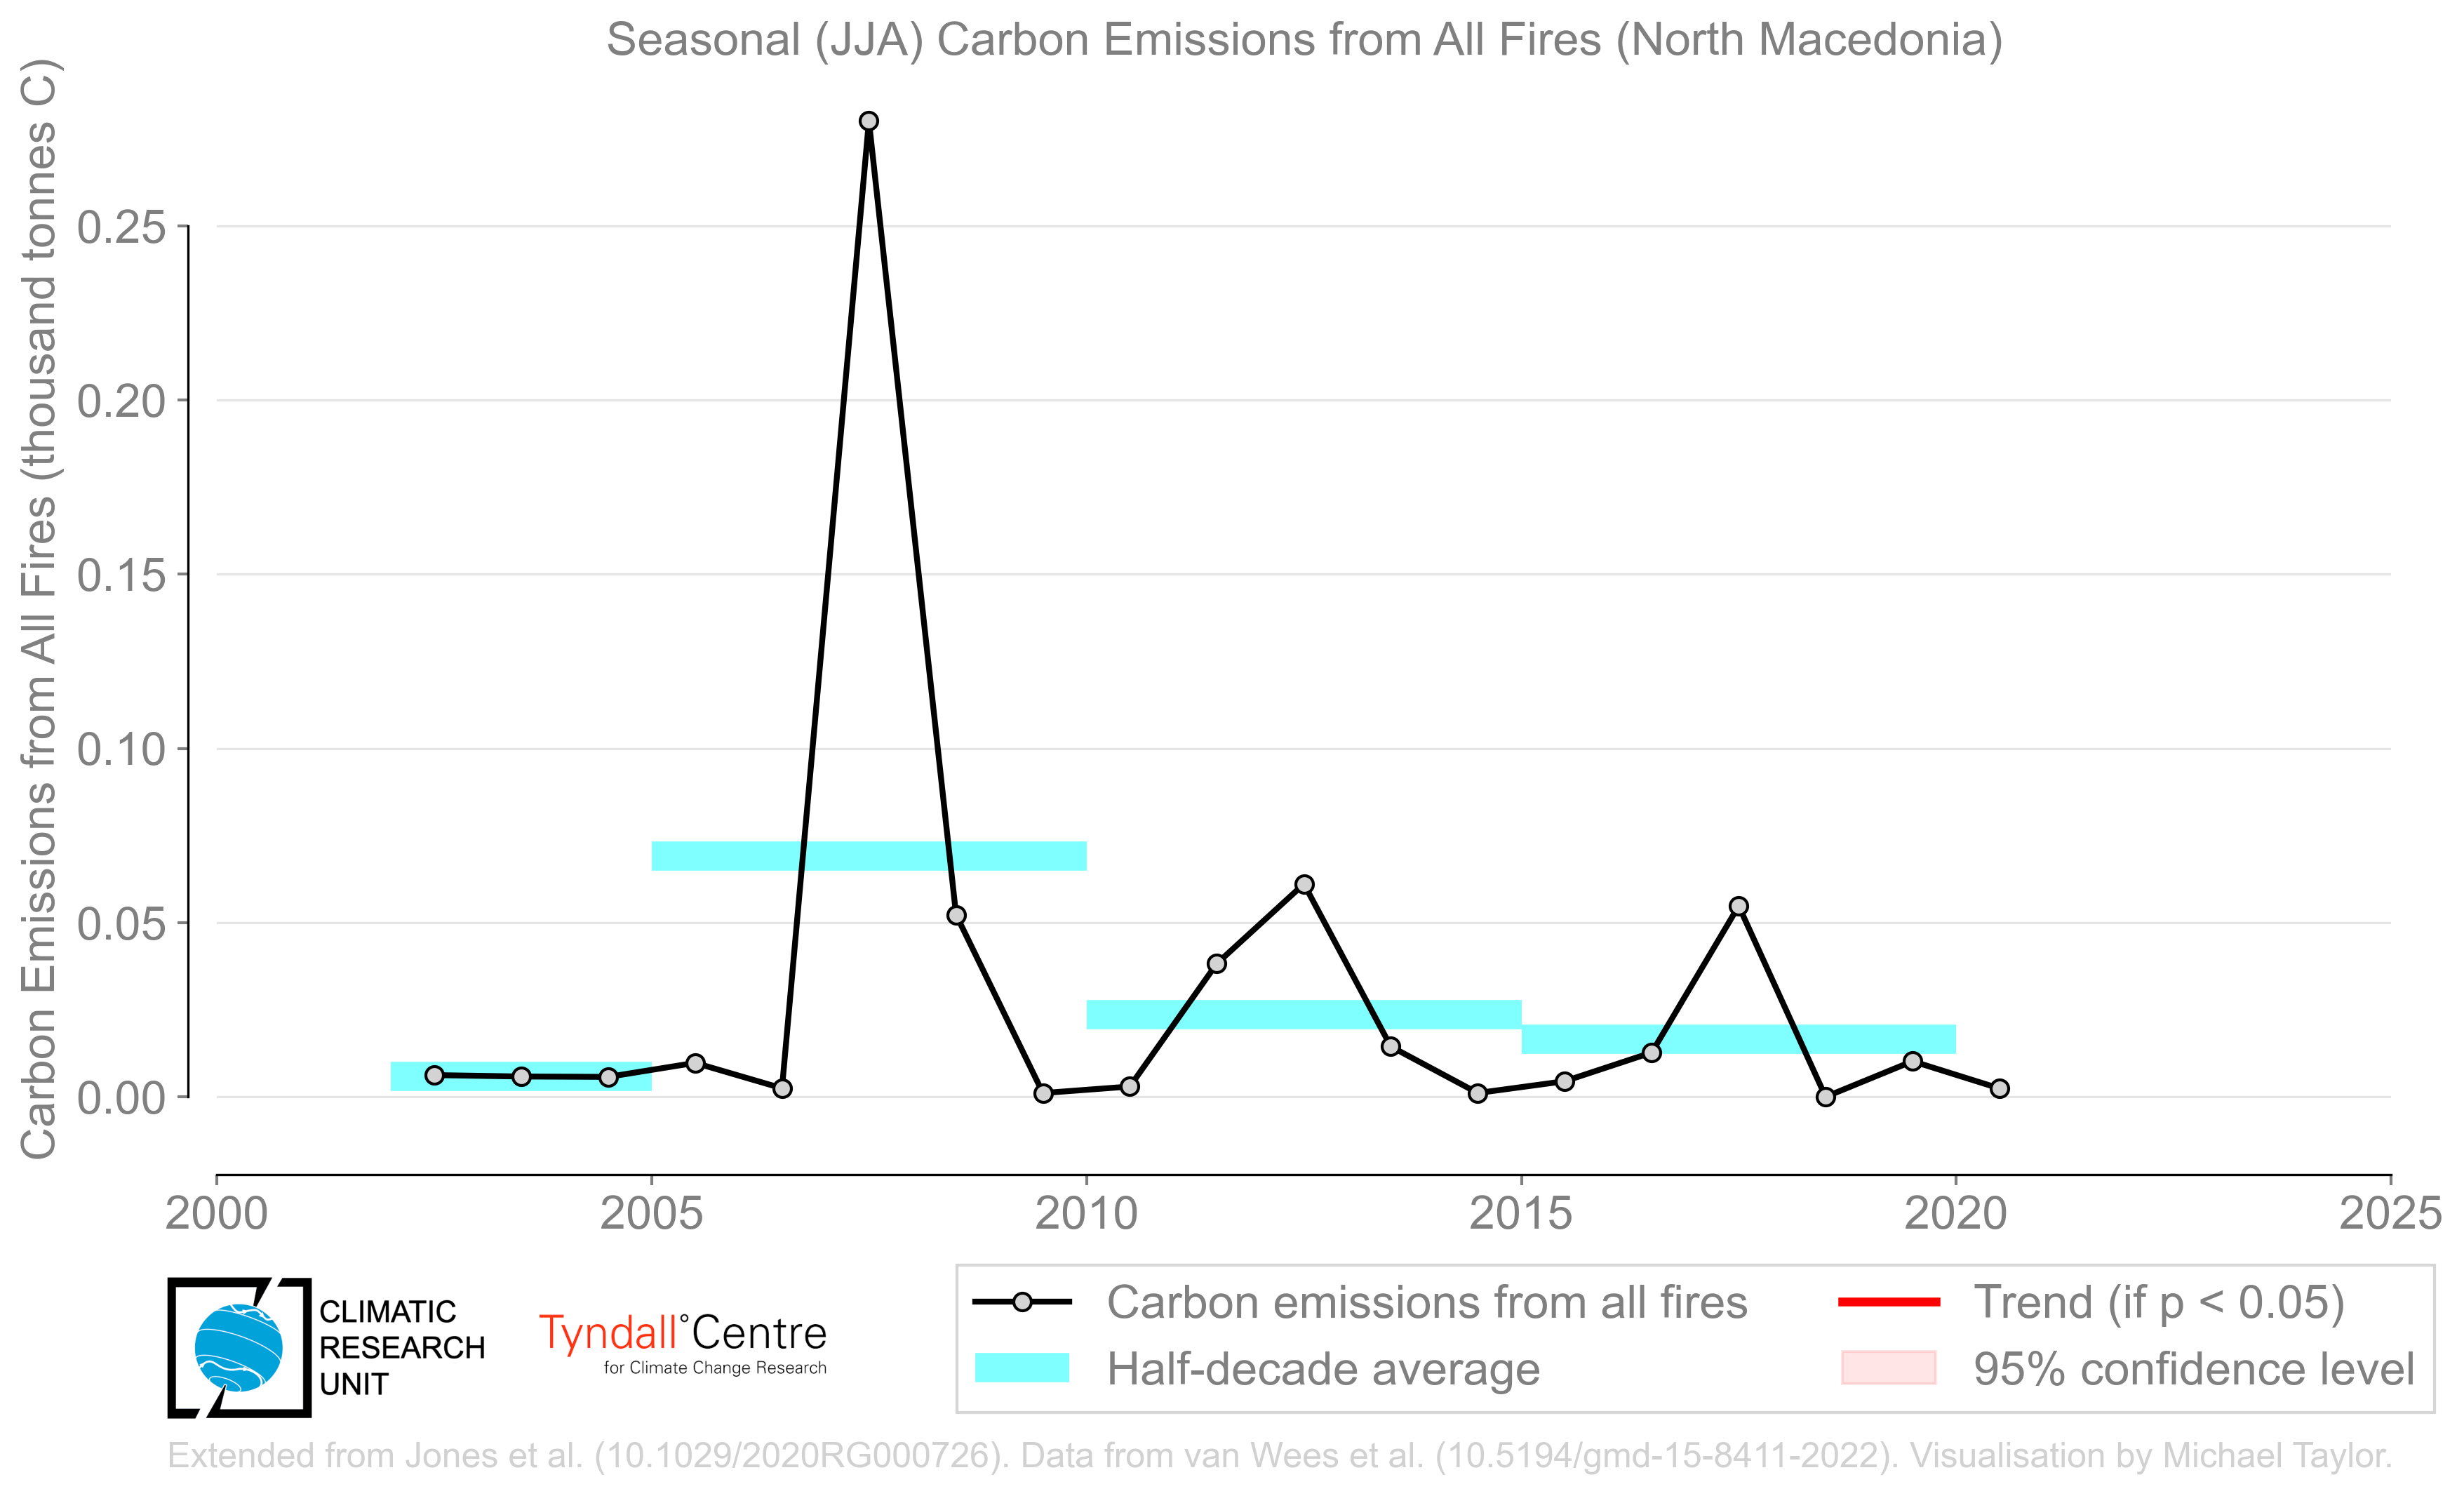 Seasonal (JJA) Carbon Emissions from All Fires (North Macedonia)
Carbon Emissions from All Fires (thousand tonnes C)
0.25
0.20
0.15
0.10
0.05
0.00
2000 2005 2010 2015 2020 2025
CLIMATIC
RESEARCH
UNIT
Tyndall°Centre
for Climate Change Research
Carbon emissions from all fires
Half-decade average
Trend (if p < 0.05)
95% confidence level
Extended from Jones et al. (10.1029/2020RG000726). Data from van Wees et al. (10.5194/gmd-15-8411-2022). Visualisation by Michael Taylor.